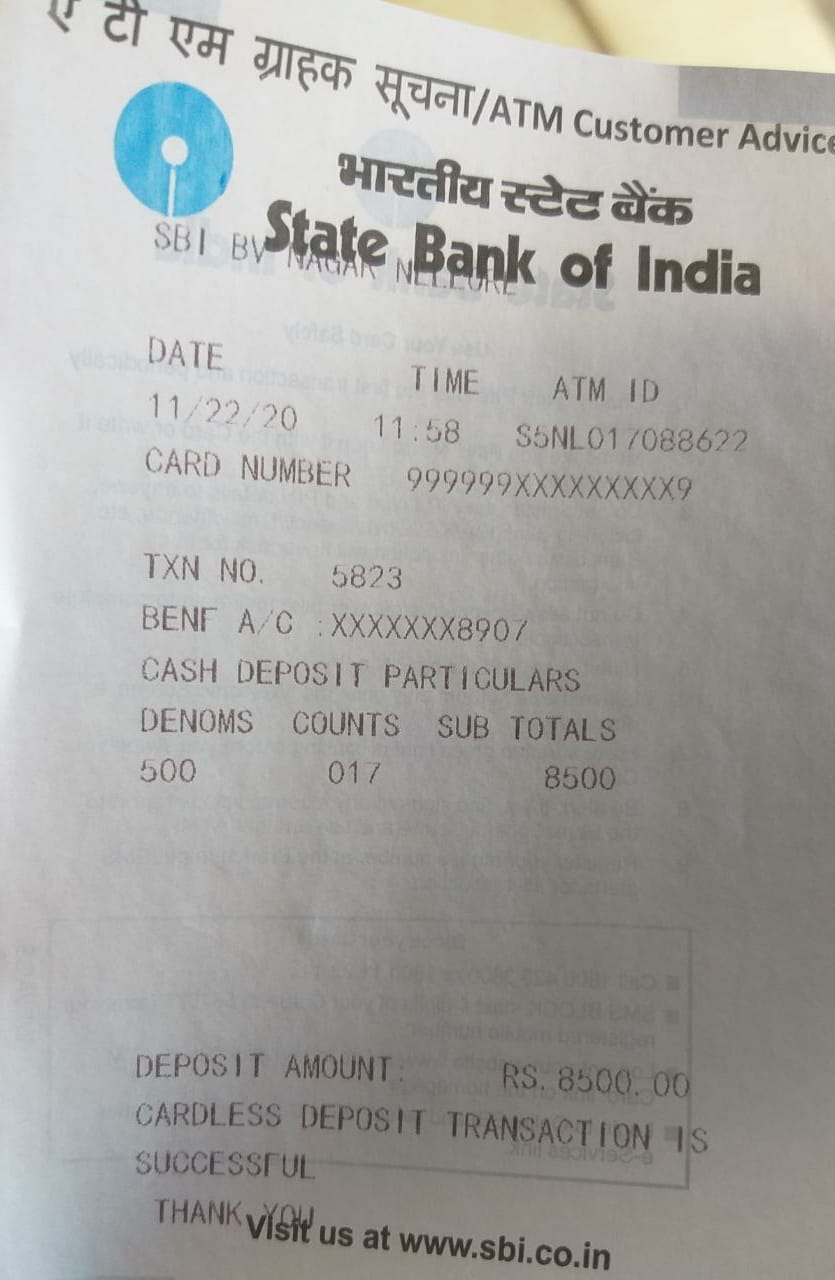 ए टी एम ग्राहक सूचना/ATM Customer Advice
भारतीय स्टेट बैंक
State Bank of India
SBI BV NAGAR NELLORE
DATE TIME ATM ID
11/22/20 11:58 S5NL017088622
CARD NUMBER 999999XXXXXXXXX9
TXN NO. 5823
BENF A/C :XXXXXXX8907
CASH DEPOSIT PARTICULARS
DENOMS COUNTS SUB TOTALS
500 017 8500
DEPOSIT AMOUNT: RS. 8500.00
CARDLESS DEPOSIT TRANSACTION IS
SUCCESSFUL
THANK YOU
Visit us at www.sbi.co.in